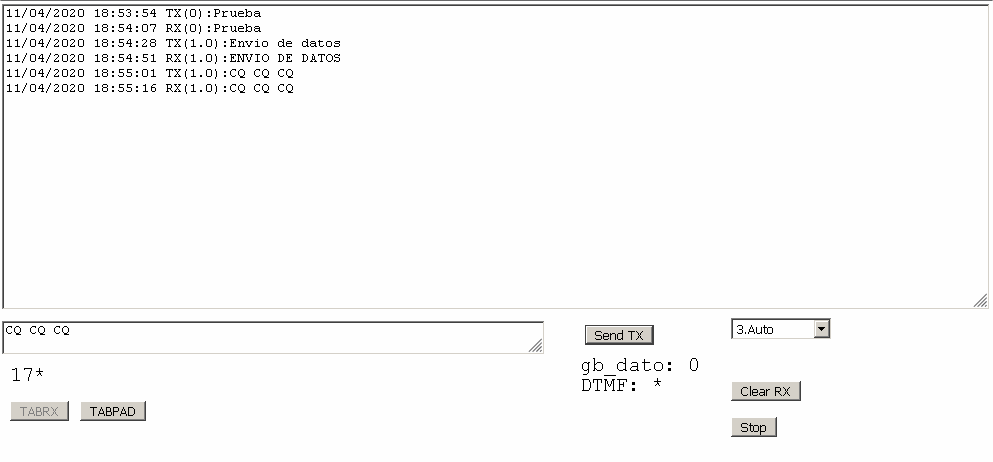 11/04/2020 18:53:54 TX(0):Prueba
11/04/2020 18:54:07 RX(0):Prueba
11/04/2020 18:54:28 TX(1.0):Envio de datos
11/04/2020 18:54:51 RX(1.0):ENVIO DE DATOS
11/04/2020 18:55:01 TX(1.0):CQ CQ CQ
11/04/2020 18:55:16 RX(1.0):CQ CQ CQ
CQ CQ CQ
Send TX
3.Auto
17*
gb_dato: 0
DTMF: *
Clear RX
TABRX TABPAD
Stop